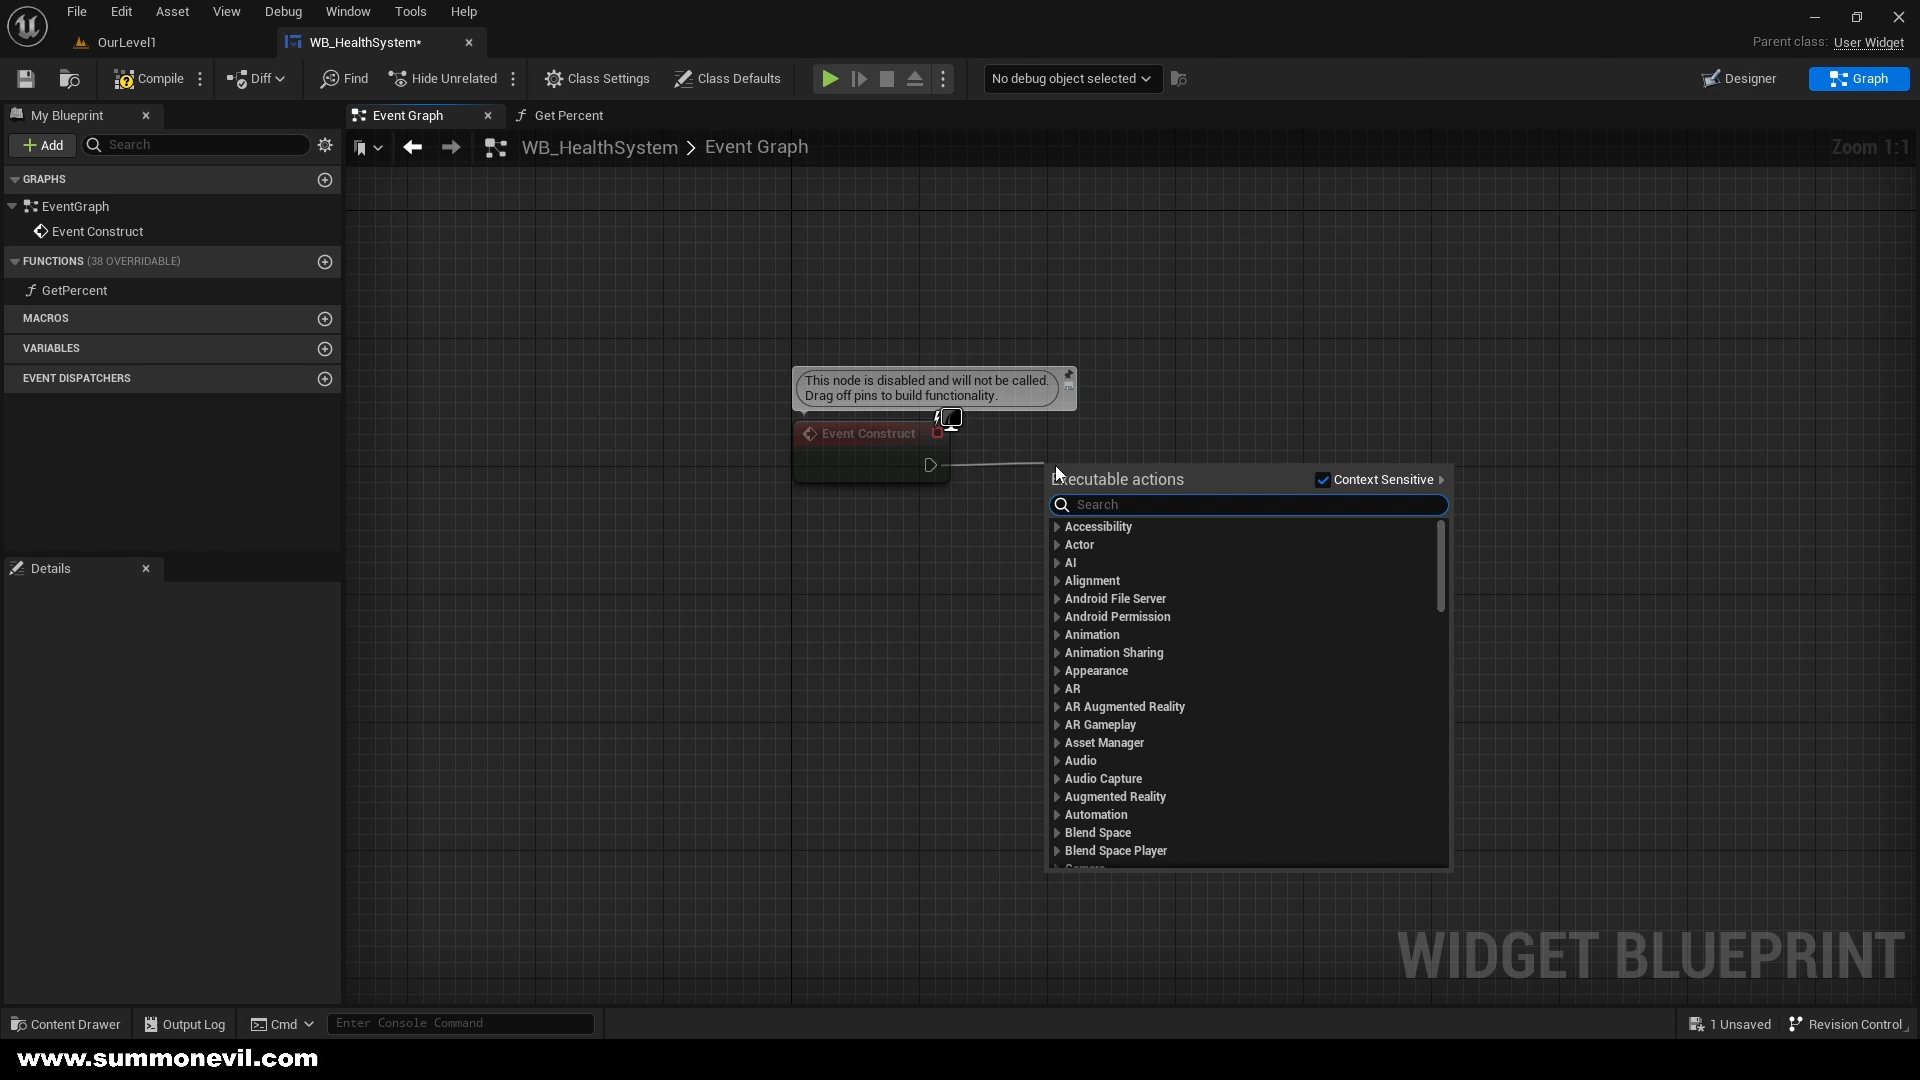 File Edit Asset View Debug Window Tools Help
OurLevel1
WB_HealthSystem*
Parent class: User Widget
Compile
Diff
Find
Hide Unrelated
Class Settings
Class Defaults
No debug object selected
Designer
Graph
My Blueprint
Event Graph
Get Percent
Add
Search
WB_HealthSystem > Event Graph
Zoom 1:1
GRAPHS
EventGraph
Event Construct
FUNCTIONS (38 OVERRIDABLE)
GetPercent
MACROS
VARIABLES
EVENT DISPATCHERS
This node is disabled and will not be called.
Drag off pins to build functionality.
Event Construct
Executable actions
Context Sensitive
Search
Accessibility
Actor
AI
Alignment
Android File Server
Android Permission
Animation
Animation Sharing
Appearance
AR
AR Augmented Reality
AR Gameplay
Asset Manager
Audio
Audio Capture
Augmented Reality
Automation
Blend Space
Blend Space Player
Details
WIDGET BLUEPRINT
Content Drawer
Output Log
Cmd
Enter Console Command
1 Unsaved
Revision Control
www.summonevil.com